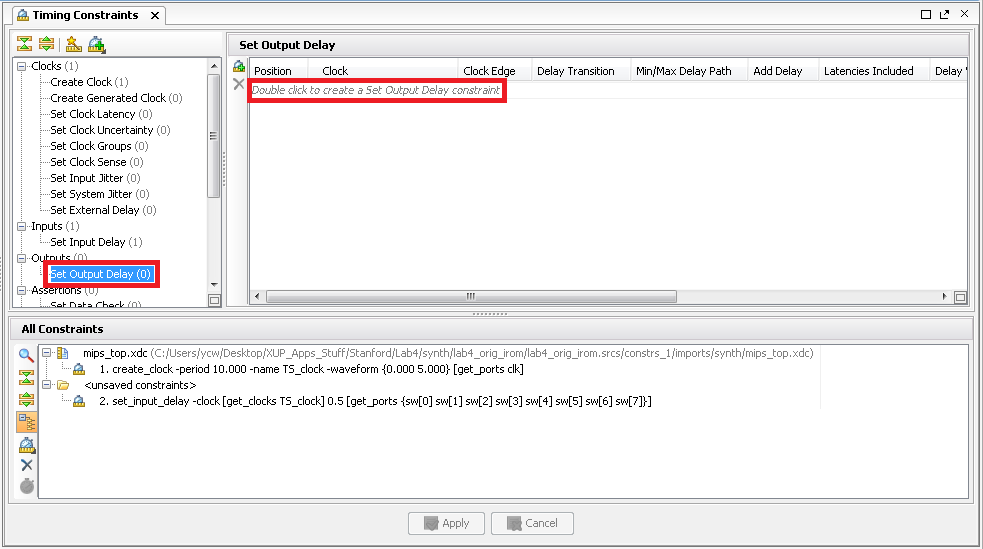 Timing Constraints
Clocks (1)
Create Clock (1)
Create Generated Clock (0)
Set Clock Latency (0)
Set Clock Uncertainty (0)
Set Clock Groups (0)
Set Clock Sense (0)
Set Input Jitter (0)
Set System Jitter (0)
Set External Delay (0)
Inputs (1)
Set Input Delay (1)
Outputs (0)
Set Output Delay (0)
Assertions (0)
Set Data Check (0)
Set Output Delay
Position Clock Clock Edge Delay Transition Min/Max Delay Path Add Delay Latencies Included Delay
Double click to create a Set Output Delay constraint
All Constraints
mips_top.xdc (C:/Users/ycw/Desktop/XUP_Apps_Stuff/Stanford/Lab4/synth/lab4_orig_irom/lab4_orig_irom.srcs/constrs_1/imports/synth/mips_top.xdc)
1. create_clock -period 10.000 -name TS_clock -waveform {0.000 5.000} [get_ports clk]
<unsaved constraints>
2. set_input_delay -clock [get_clocks TS_clock] 0.5 [get_ports {sw[0] sw[1] sw[2] sw[3] sw[4] sw[5] sw[6] sw[7]}]
Apply Cancel